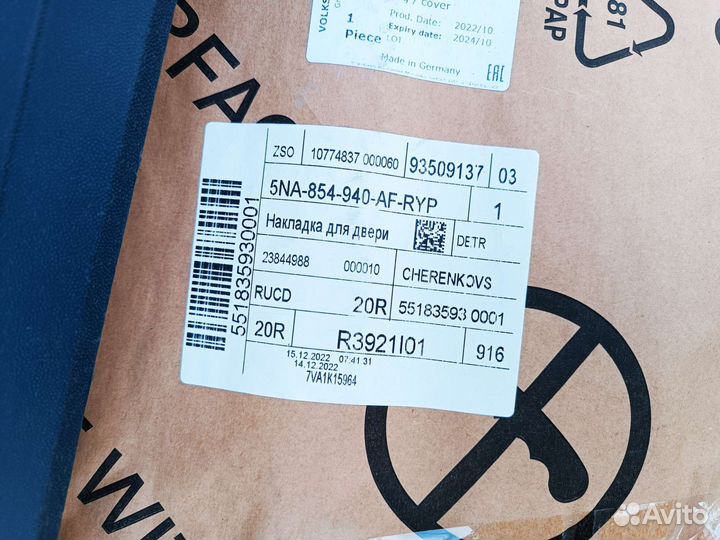 VOLKS
/ cover
1
Piece
Prod. Date: 2022/10
Expiry date: 2024/10
Made in Germany
EAC
81
PAP
PFAC
ZSO 10774837 000060 93509137 03
5NA-854-940-AF-RYP 1
Накладка для двери DETR
23844988 000010 CHERENKOVS
RUCD 20R 55183593 0001
20R R3921I01 916
15.12.2022 07:41:31
14.12.2022
7VA1K15964
551835930001
WIT
Avito